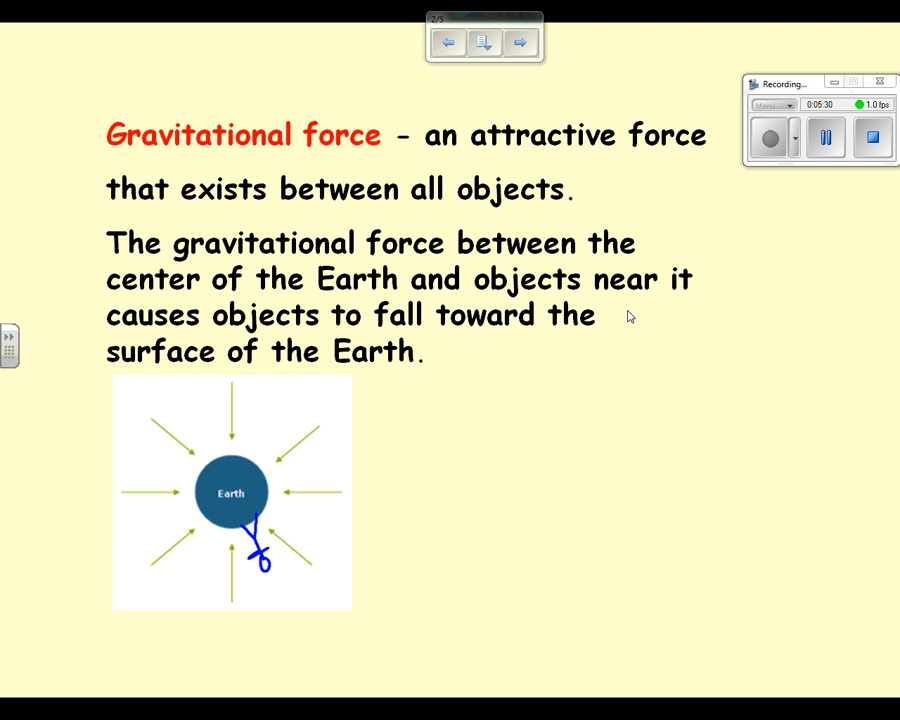 2/5
Recording...
Menu
0:05:30
1.0 fps
Gravitational force - an attractive force
that exists between all objects.
The gravitational force between the
center of the Earth and objects near it
causes objects to fall toward the
surface of the Earth.
Earth